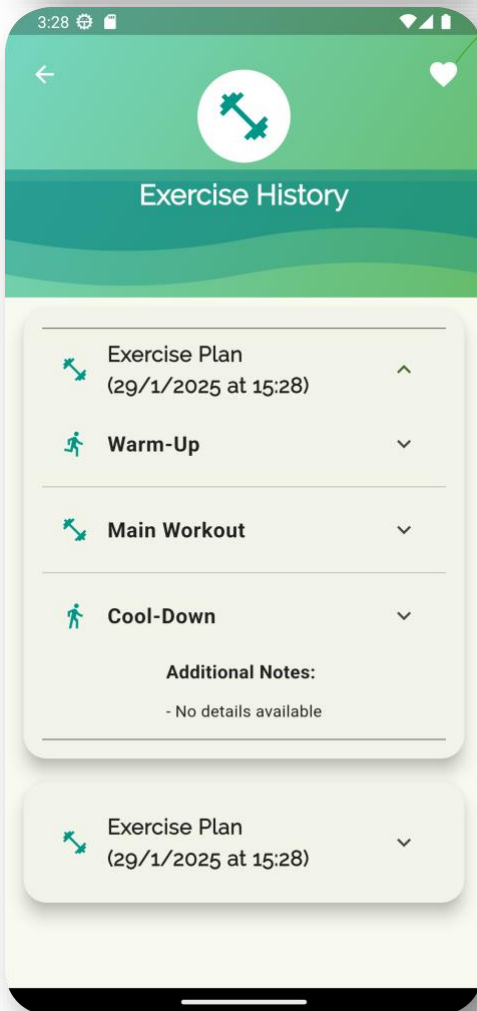 3:28
Exercise History
Exercise Plan
(29/1/2025 at 15:28)
Warm-Up
Main Workout
Cool-Down
Additional Notes:
- No details available
Exercise Plan
(29/1/2025 at 15:28)